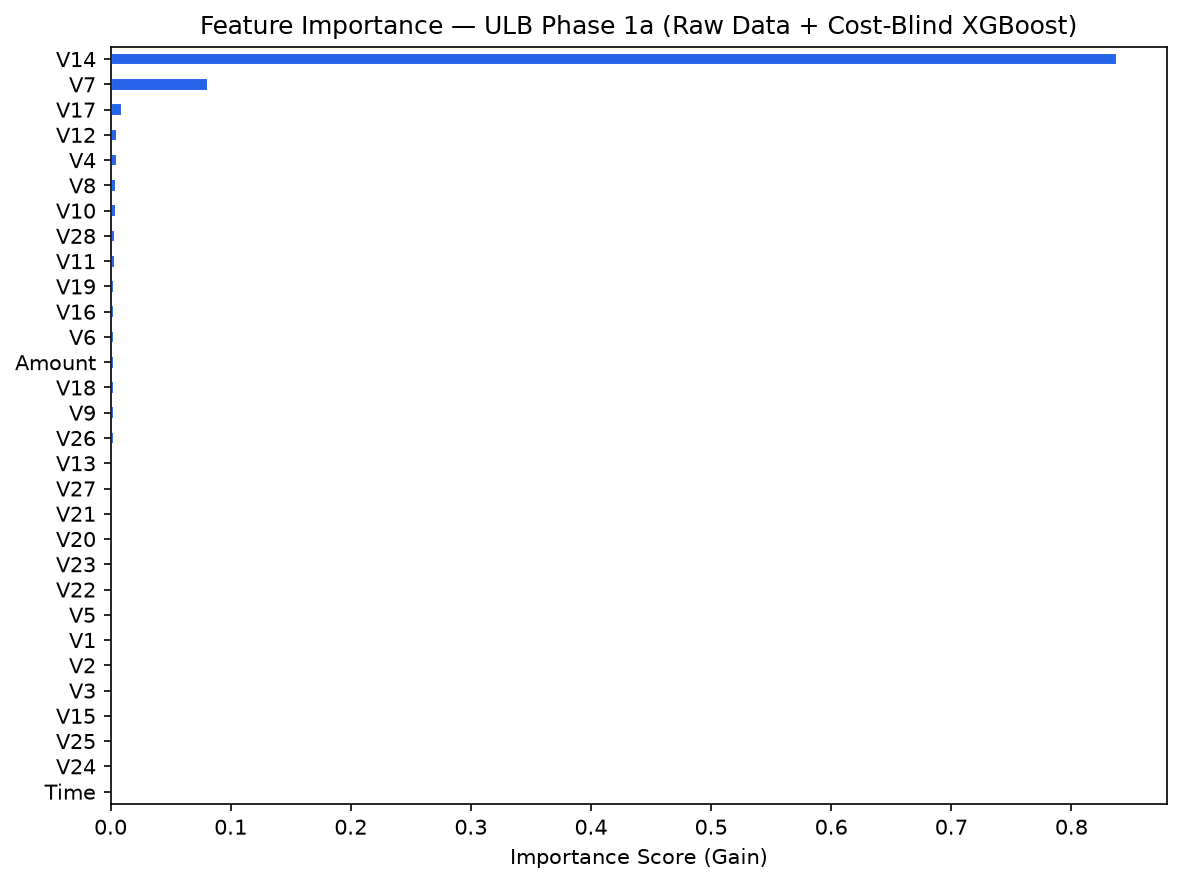 Feature Importance — ULB Phase 1a (Raw Data + Cost-Blind XGBoost)
V14
V7
V17
V12
V4
V8
V10
V28
V11
V19
V16
V6
Amount
V18
V9
V26
V13
V27
V21
V20
V23
V22
V5
V1
V2
V3
V15
V25
V24
Time
0.0 0.1 0.2 0.3 0.4 0.5 0.6 0.7 0.8
Importance Score (Gain)